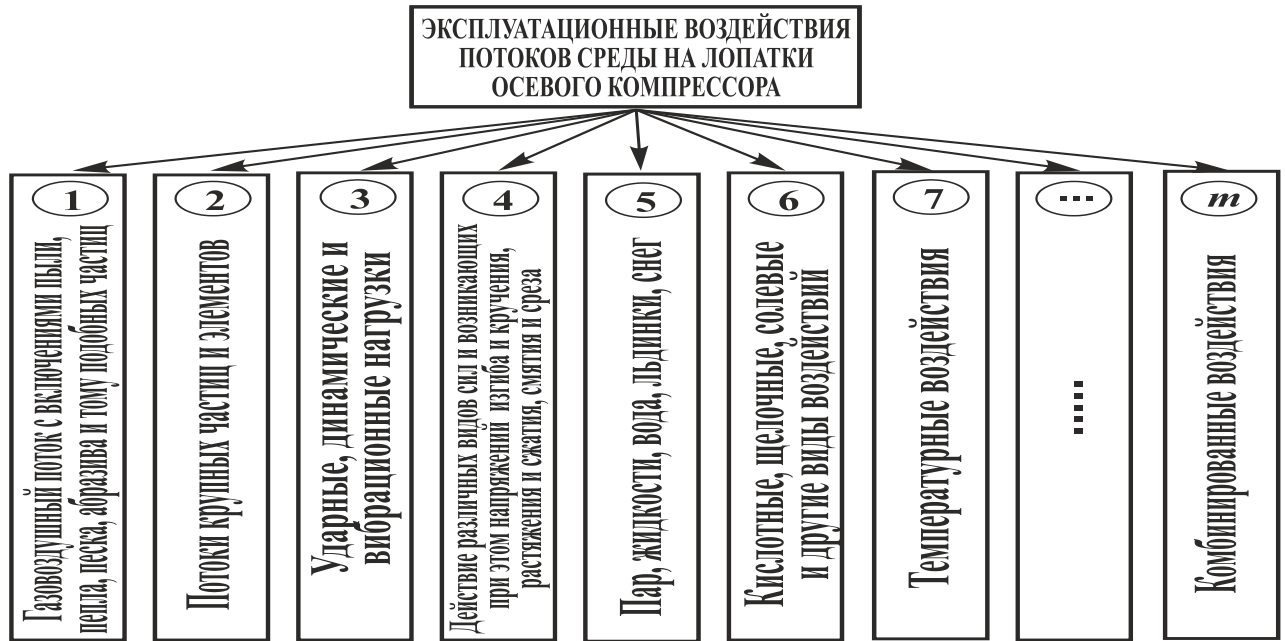 ЭКСПЛУАТАЦИОННЫЕ ВОЗДЕЙСТВИЯ
ПОТОКОВ СРЕДЫ НА ЛОПАТКИ
ОСЕВОГО КОМПРЕССОРА
1
Газовоздушный поток с включениями пыли,
пепла, песка, абразива и тому подобных частиц
2
Потоки крупных частиц и элементов
3
Ударные, динамические и
вибрационные нагрузки
4
Действие различных видов сил и возникающих
при этом напряжений изгиба и кручения,
растяжения и сжатия, смятия и среза
5
Пар, жидкости, вода, льдинки, снег
6
Кислотные, щелочные, солевые
и другие виды воздействий
7
Температурные воздействия
...
.....
m
Комбинированные воздействия